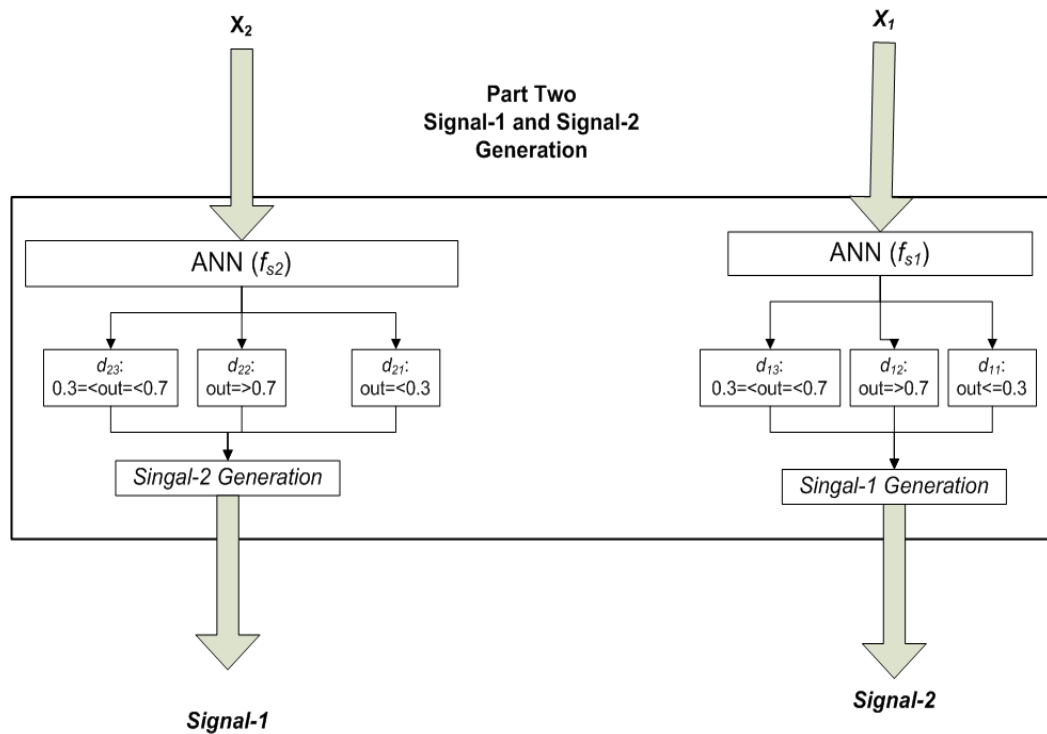 X2
X1
Part Two
Signal-1 and Signal-2
Generation
ANN (fs2)
ANN (fs1)
d23:
0.3=<out=<0.7
d22:
out=>0.7
d21:
out=<0.3
d13:
0.3=<out=<0.7
d12:
out=>0.7
d11:
out<=0.3
Singal-2 Generation
Singal-1 Generation
Signal-1
Signal-2